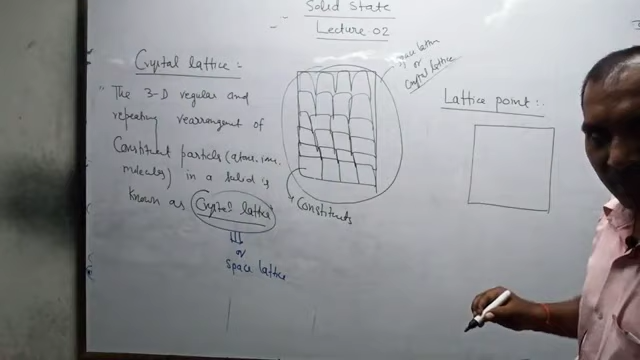 Solid State
Lecture 02
Crystal lattice :-
"The 3-D regular and
repeating rearrangment of
Constituent particles (atoms, ions,
molecules) in a solid is
known as Crystal lattice
or
space lattice
Constituents
space lattice
or
Crystal lattice
Lattice point :-